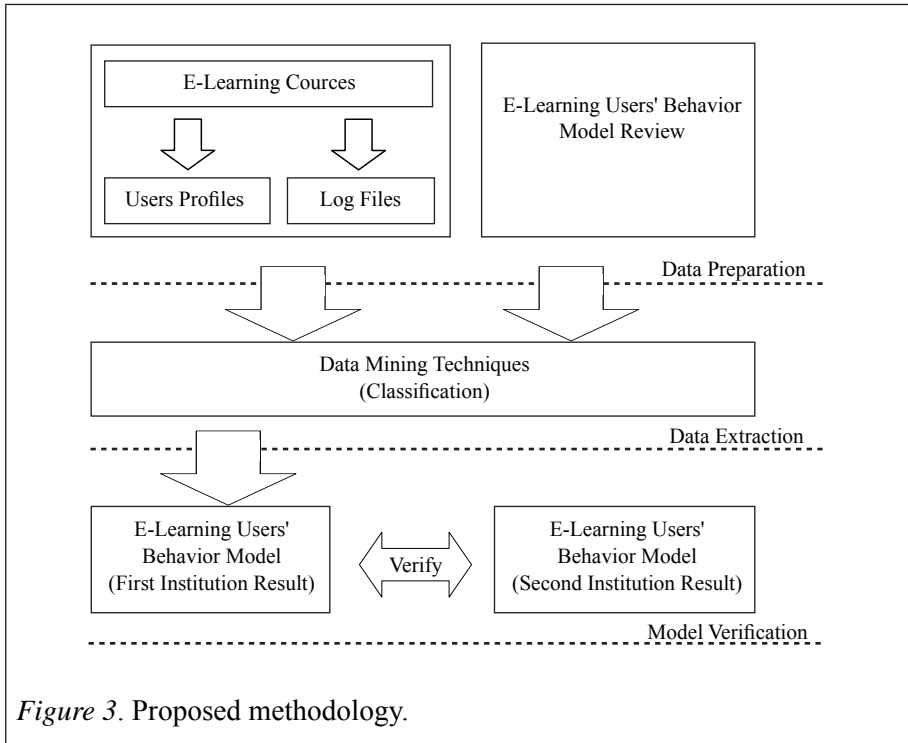 E-Learning Cources
Users Profiles
Log Files
E-Learning Users' Behavior
Model Review
Data Preparation
Data Mining Techniques
(Classification)
Data Extraction
E-Learning Users'
Behavior Model
(First Institution Result)
Verify
E-Learning Users'
Behavior Model
(Second Institution Result)
Model Verification
Figure 3. Proposed methodology.